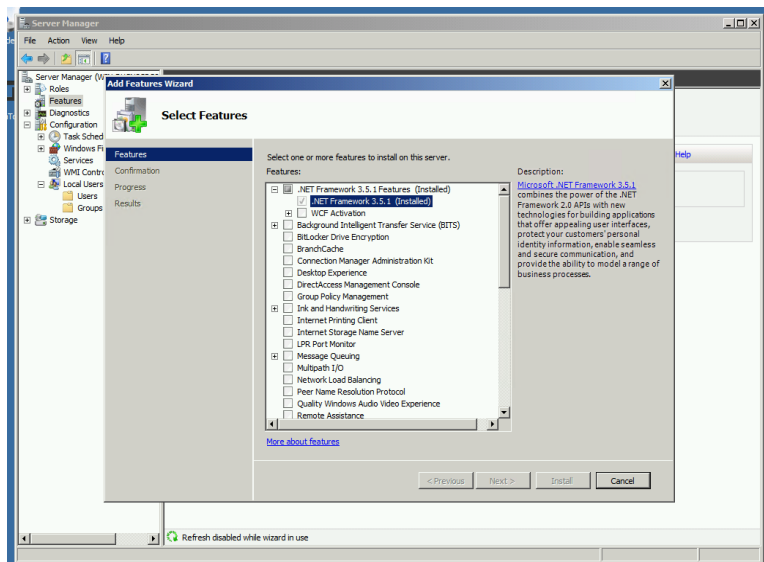 Server Manager
File Action View Help
Server Manager
Roles
Features
Diagnostics
Configuration
Task Sched
Windows Fi
Services
WMI Contr
Local Users
Users
Groups
Storage
Add Features Wizard
Select Features
Features
Confirmation
Progress
Results
Select one or more features to install on this server.
Features:
.NET Framework 3.5.1 Features (Installed)
.NET Framework 3.5.1 (Installed)
WCF Activation
Background Intelligent Transfer Service (BITS)
BitLocker Drive Encryption
BranchCache
Connection Manager Administration Kit
Desktop Experience
DirectAccess Management Console
Group Policy Management
Ink and Handwriting Services
Internet Printing Client
Internet Storage Name Server
LPR Port Monitor
Message Queuing
Multipath I/O
Network Load Balancing
Peer Name Resolution Protocol
Quality Windows Audio Video Experience
Remote Assistance
More about features
Description:
Microsoft .NET Framework 3.5.1
combines the power of the .NET
Framework 2.0 APIs with new
technologies for building applications
that offer appealing user interfaces,
protect your customers' personal
identity information, enable seamless
and secure communication, and
provide the ability to model a range of
business processes.
Help
< Previous Next > Install Cancel
Refresh disabled while wizard in use